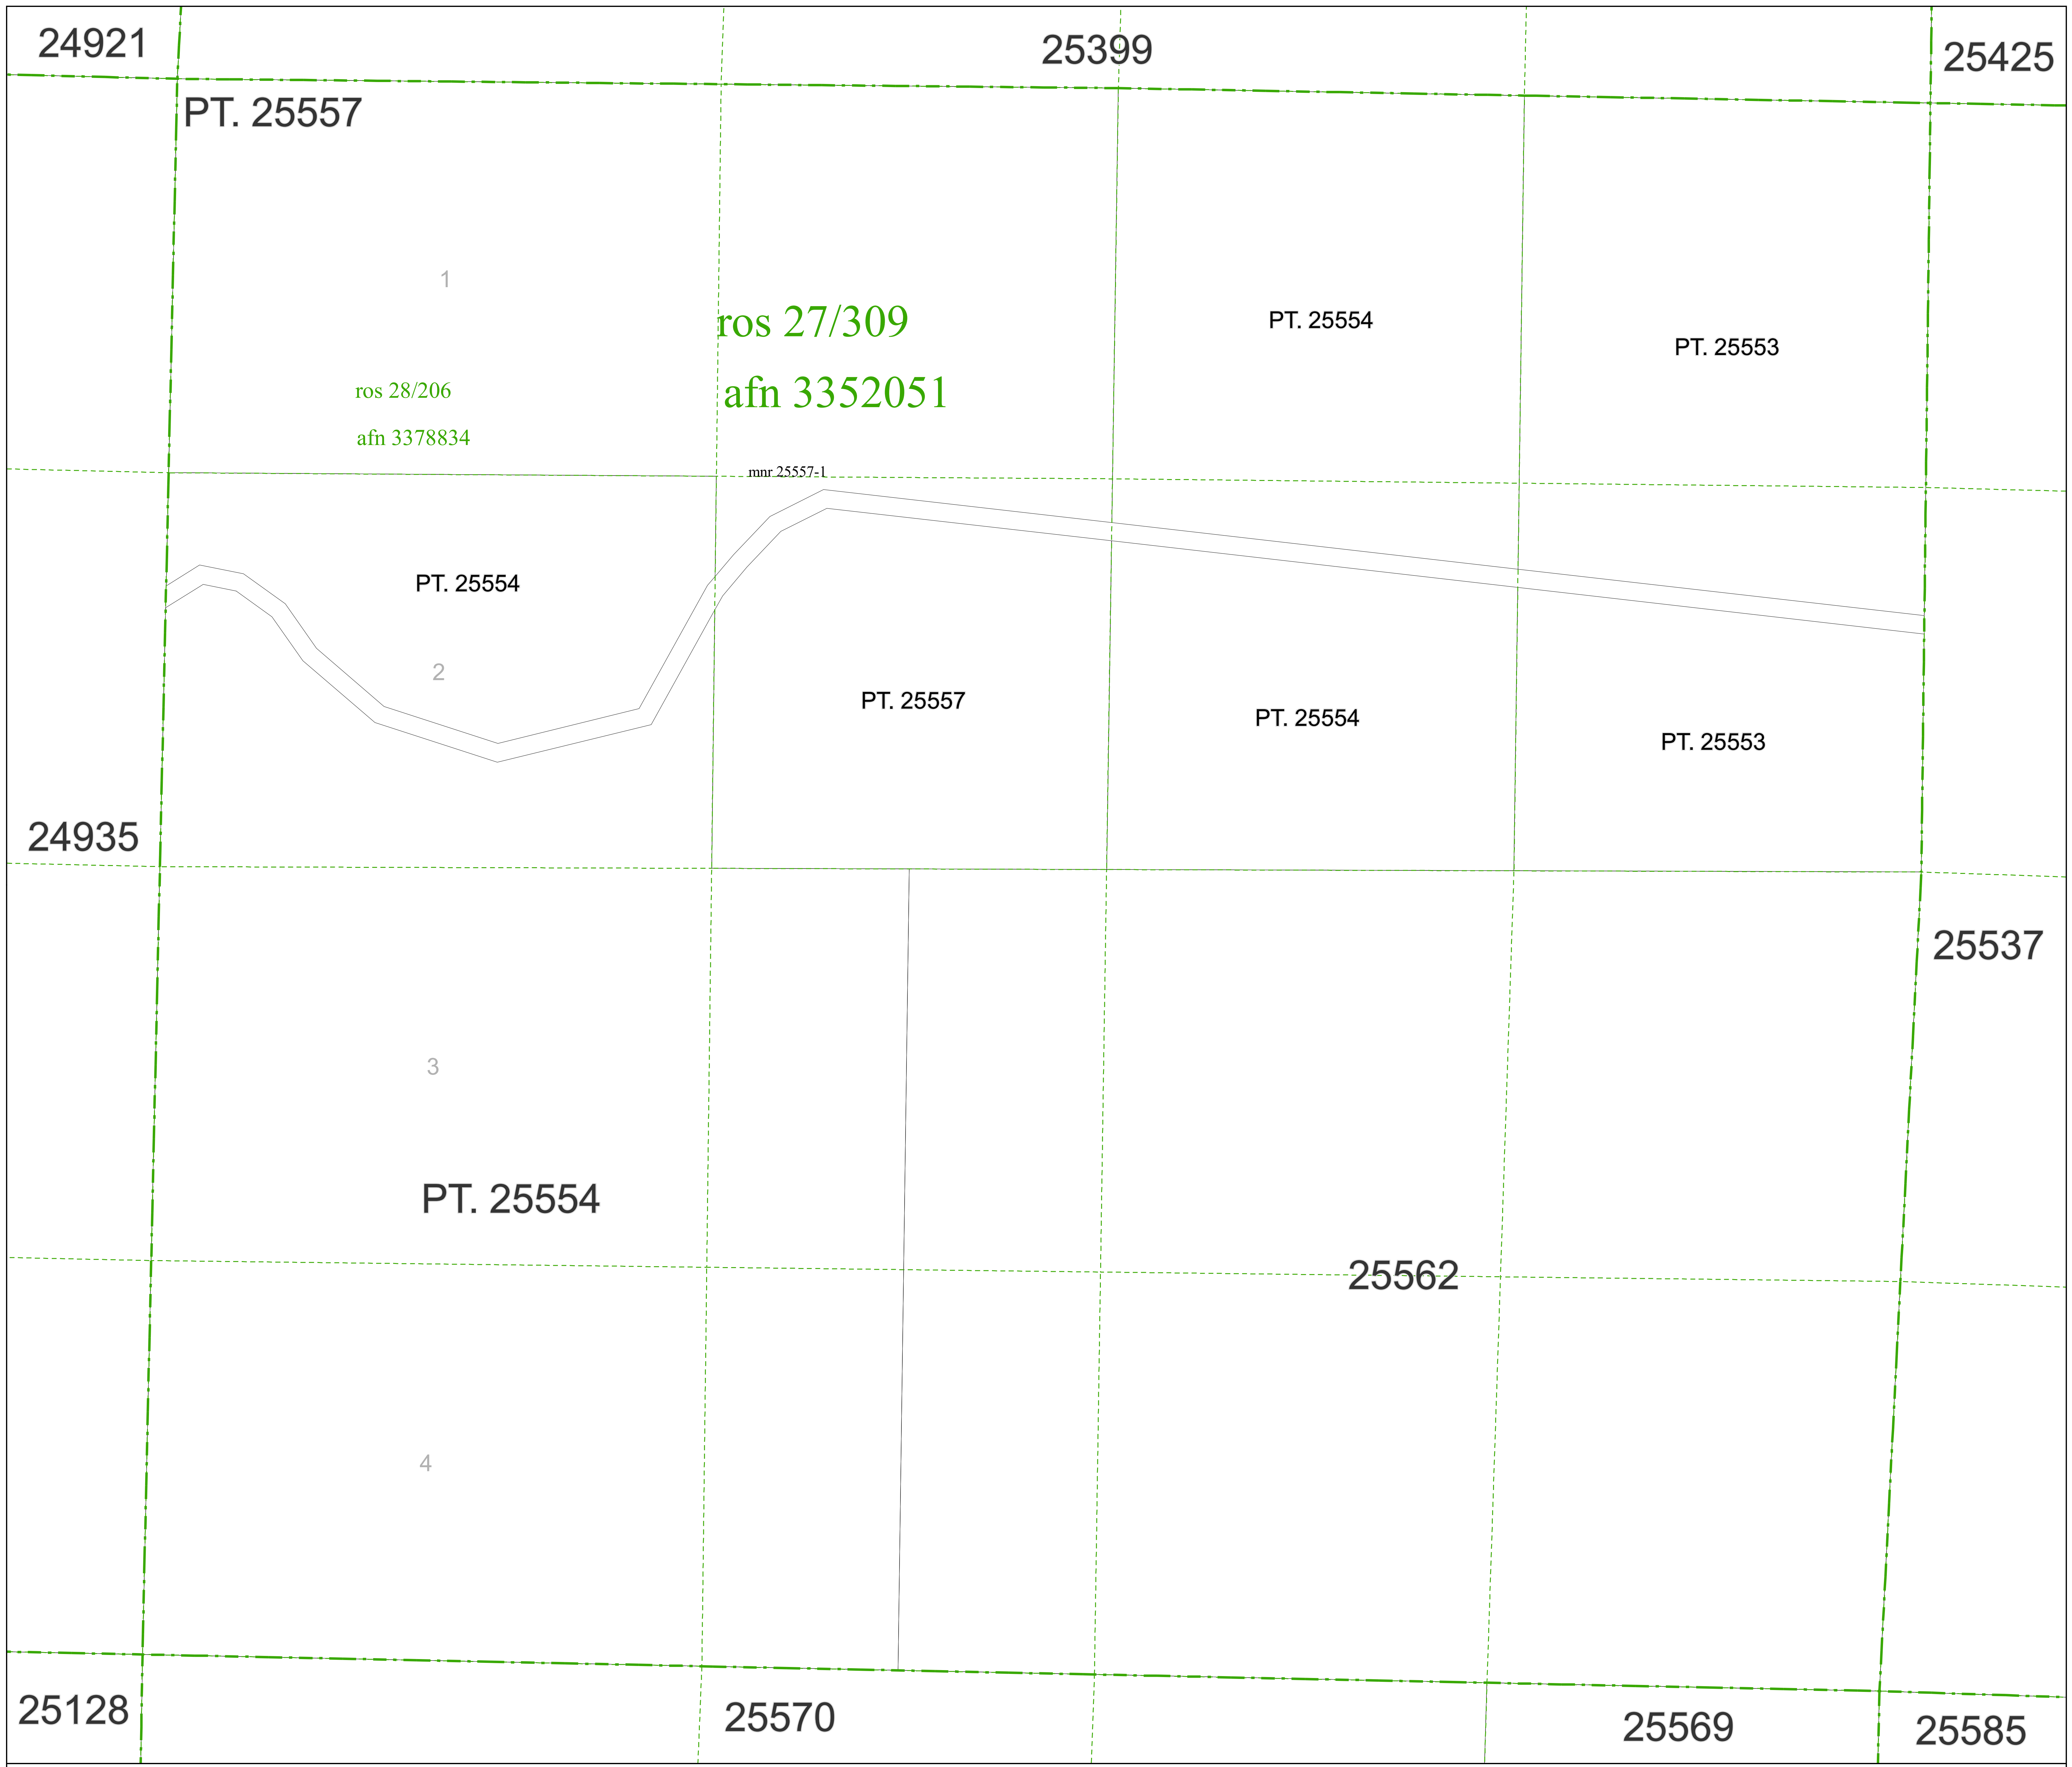 24921
25399
25425
PT. 25557
1
ros 27/309
PT. 25554
PT. 25553
ros 28/206
afn 3352051
afn 3378834
mnr 25557-1
PT. 25554
2
PT. 25557
PT. 25554
PT. 25553
24935
25537
3
PT. 25554
25562
4
25128
25570
25569
25585